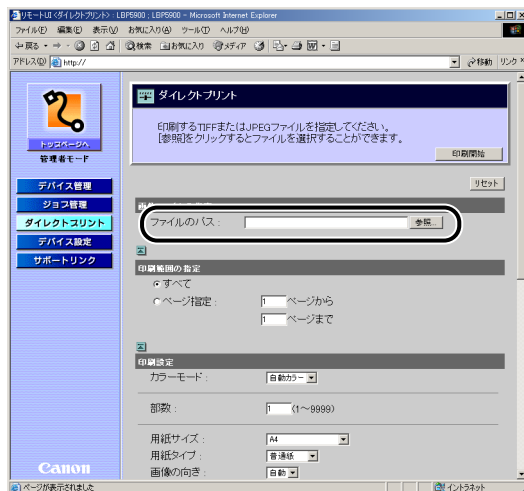 リモートUI <ダイレクトプリント> : LBP5900 ; LBP5900 - Microsoft Internet Explorer
ファイル(F) 編集(E) 表示(V) お気に入り(A) ツール(T) ヘルプ(H)
戻る 検索 お気に入り メディア
アドレス(D) http:// 移動 リンク
ダイレクトプリント
印刷するTIFFまたはJPEGファイルを指定してください。
[参照]をクリックするとファイルを選択することができます。
印刷開始
トップページへ
管理者モード
デバイス管理
ジョブ管理
ダイレクトプリント
デバイス設定
サポートリンク
リセット
ファイルのパス : 参照...
印刷範囲の指定
すべて
ページ指定 : 1 ページから
1 ページまで
印刷設定
カラーモード : 自動カラー
部数 : 1 (1～9999)
用紙サイズ : A4
用紙タイプ : 普通紙
画像の向き : 自動
Canon
ページが表示されました イントラネット